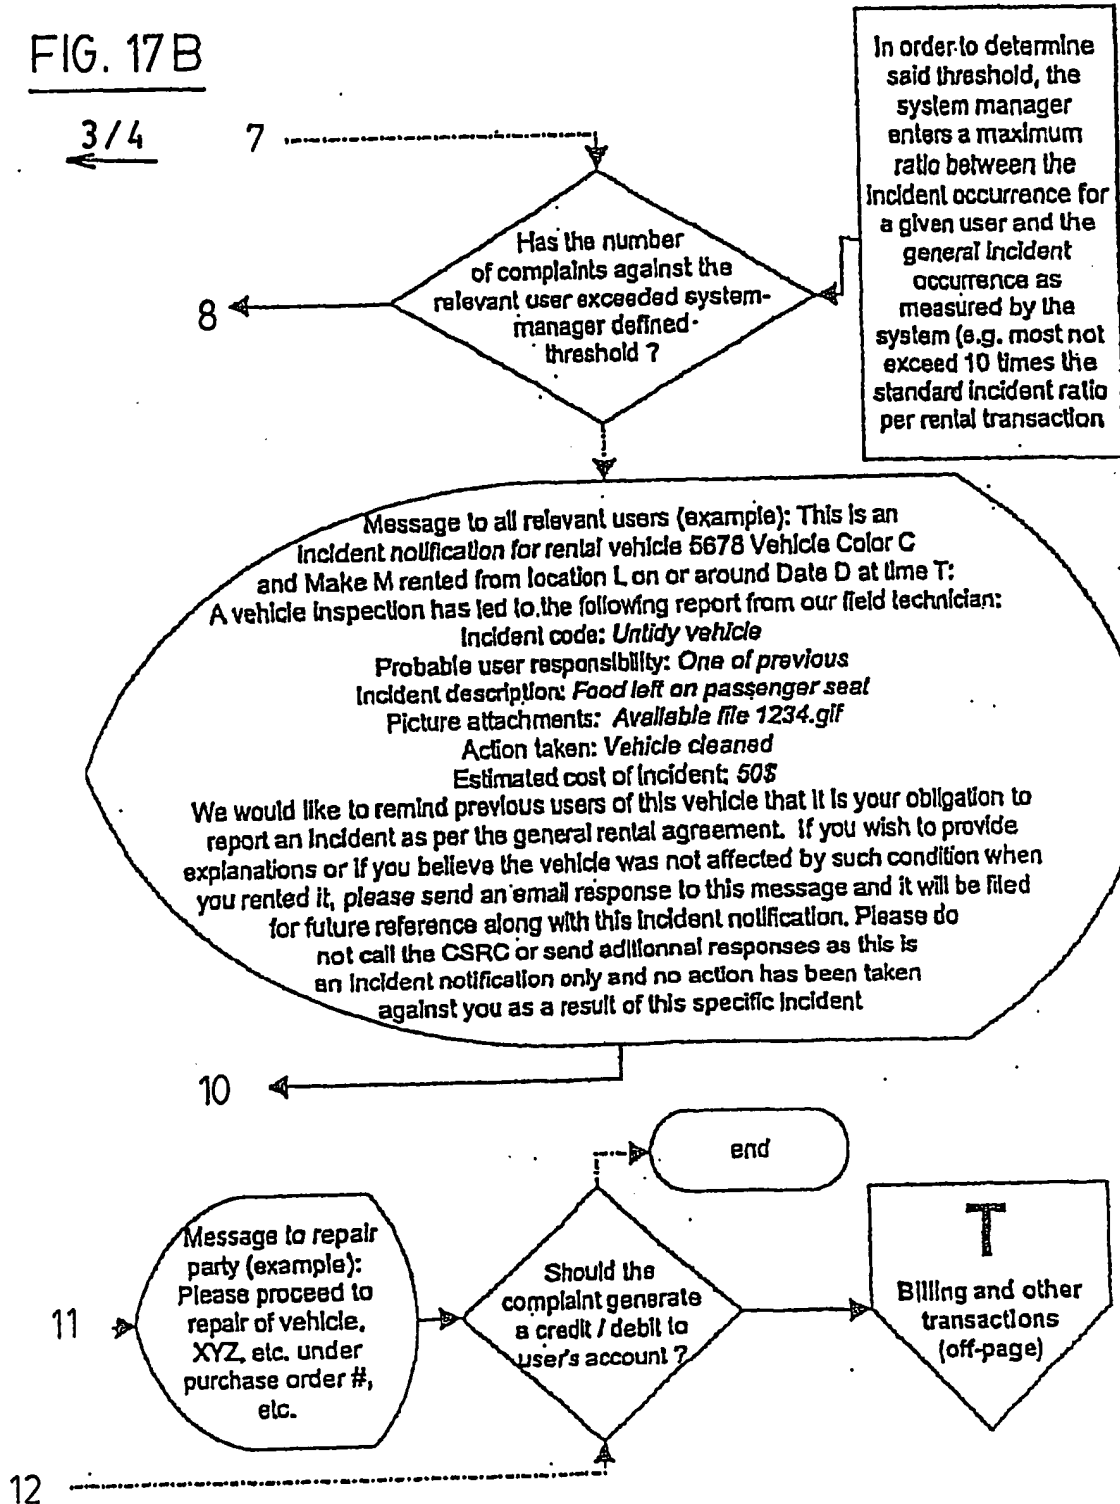 FIG. 17B
3/4
7
In order to determine
said threshold, the
system manager
enters a maximum
ratio between the
incident occurrence for
a given user and the
general incident
occurrence as
measured by the
system (e.g. most not
exceed 10 times the
standard incident ratio
per rental transaction
Has the number
of complaints against the
relevant user exceeded system-
manager defined
threshold ?
8
Message to all relevant users (example): This is an
incident notification for rental vehicle 5678 Vehicle Color C
and Make M rented from location L on or around Date D at time T:
A vehicle inspection has led to the following report from our field technician:
Incident code: Untidy vehicle
Probable user responsibility: One of previous
Incident description: Food left on passenger seat
Picture attachments: Available file 1234.gif
Action taken: Vehicle cleaned
Estimated cost of incident: 50$
We would like to remind previous users of this vehicle that it is your obligation to
report an incident as per the general rental agreement. If you wish to provide
explanations or if you believe the vehicle was not affected by such condition when
you rented it, please send an email response to this message and it will be filed
for future reference along with this incident notification. Please do
not call the CSRC or send aditionnal responses as this is
an incident notification only and no action has been taken
against you as a result of this specific incident
10
end
11
Message to repair
party (example):
Please proceed to
repair of vehicle,
XYZ, etc. under
purchase order #,
etc.
Should the
complaint generate
a credit / debit to
user's account ?
T
Billing and other
transactions
(off-page)
12